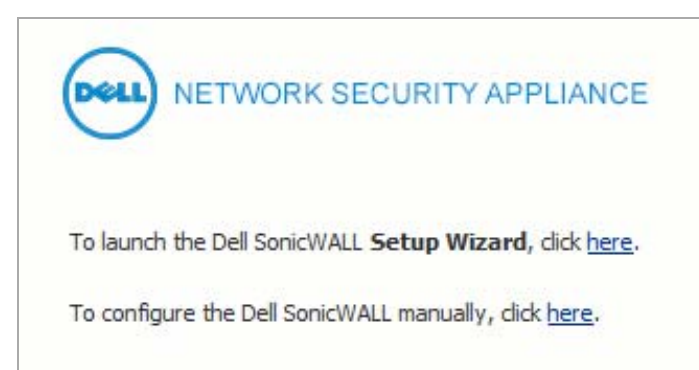 DELL NETWORK SECURITY APPLIANCE
To launch the Dell SonicWALL Setup Wizard, click here.
To configure the Dell SonicWALL manually, click here.